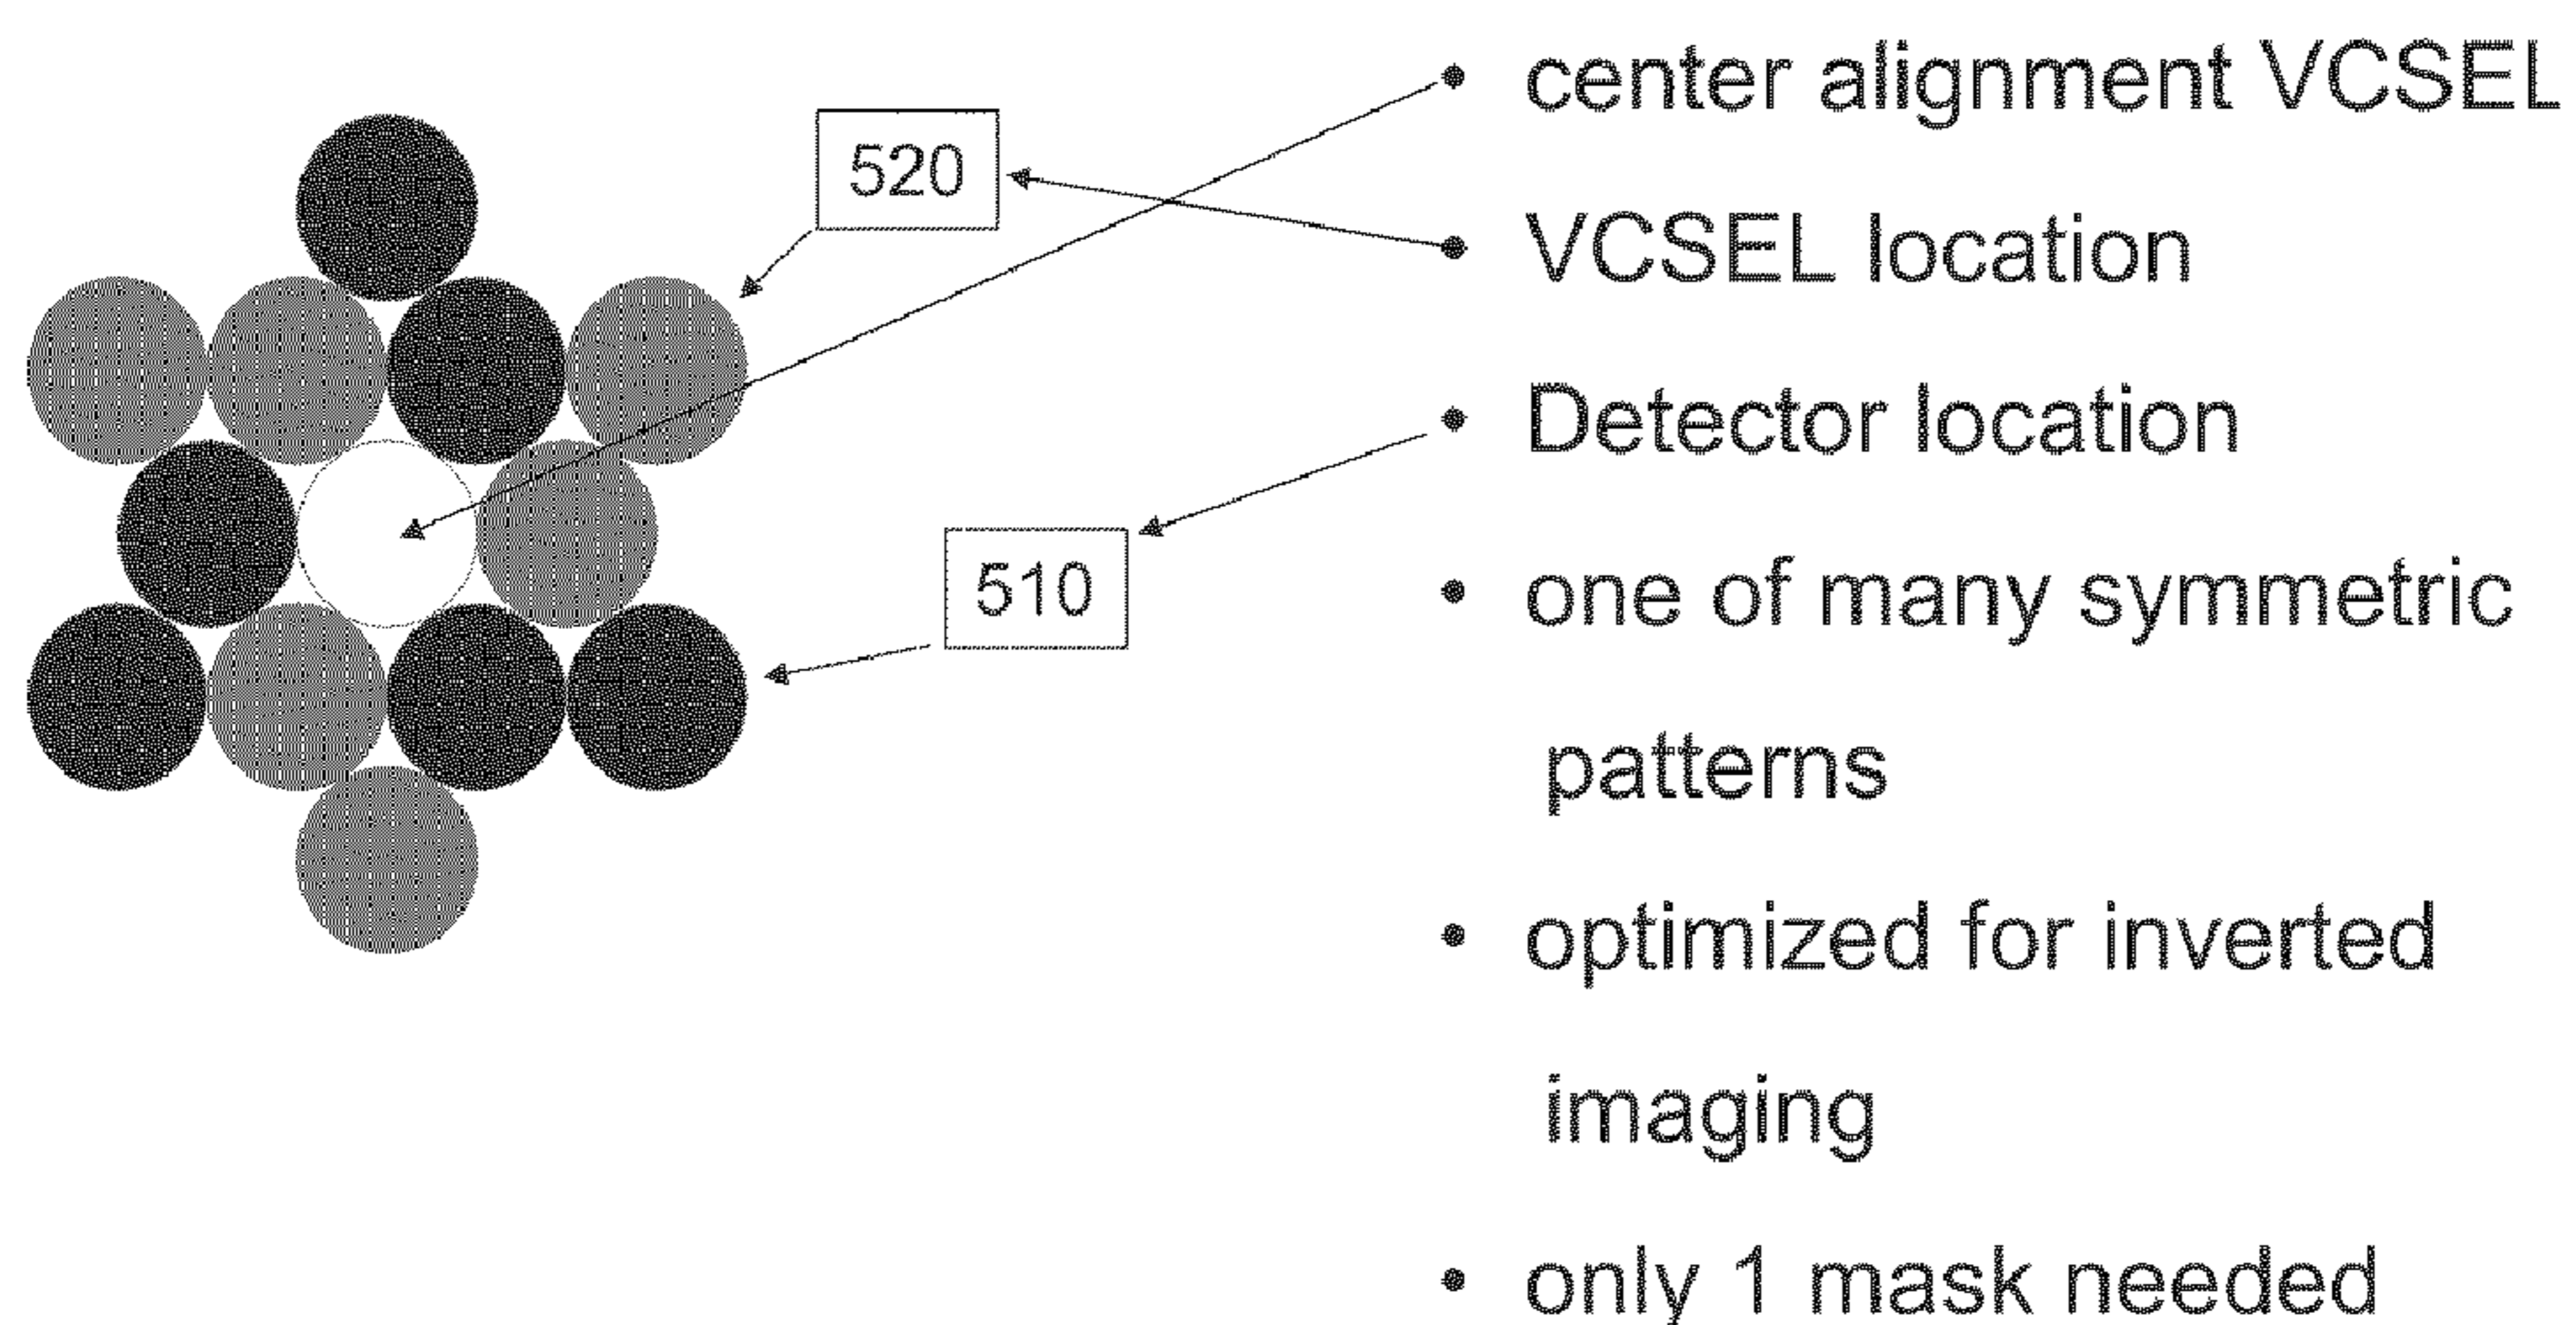 520
510
• center alignment VCSEL
• VCSEL location
• Detector location
• one of many symmetric
patterns
• optimized for inverted
imaging
• only 1 mask needed